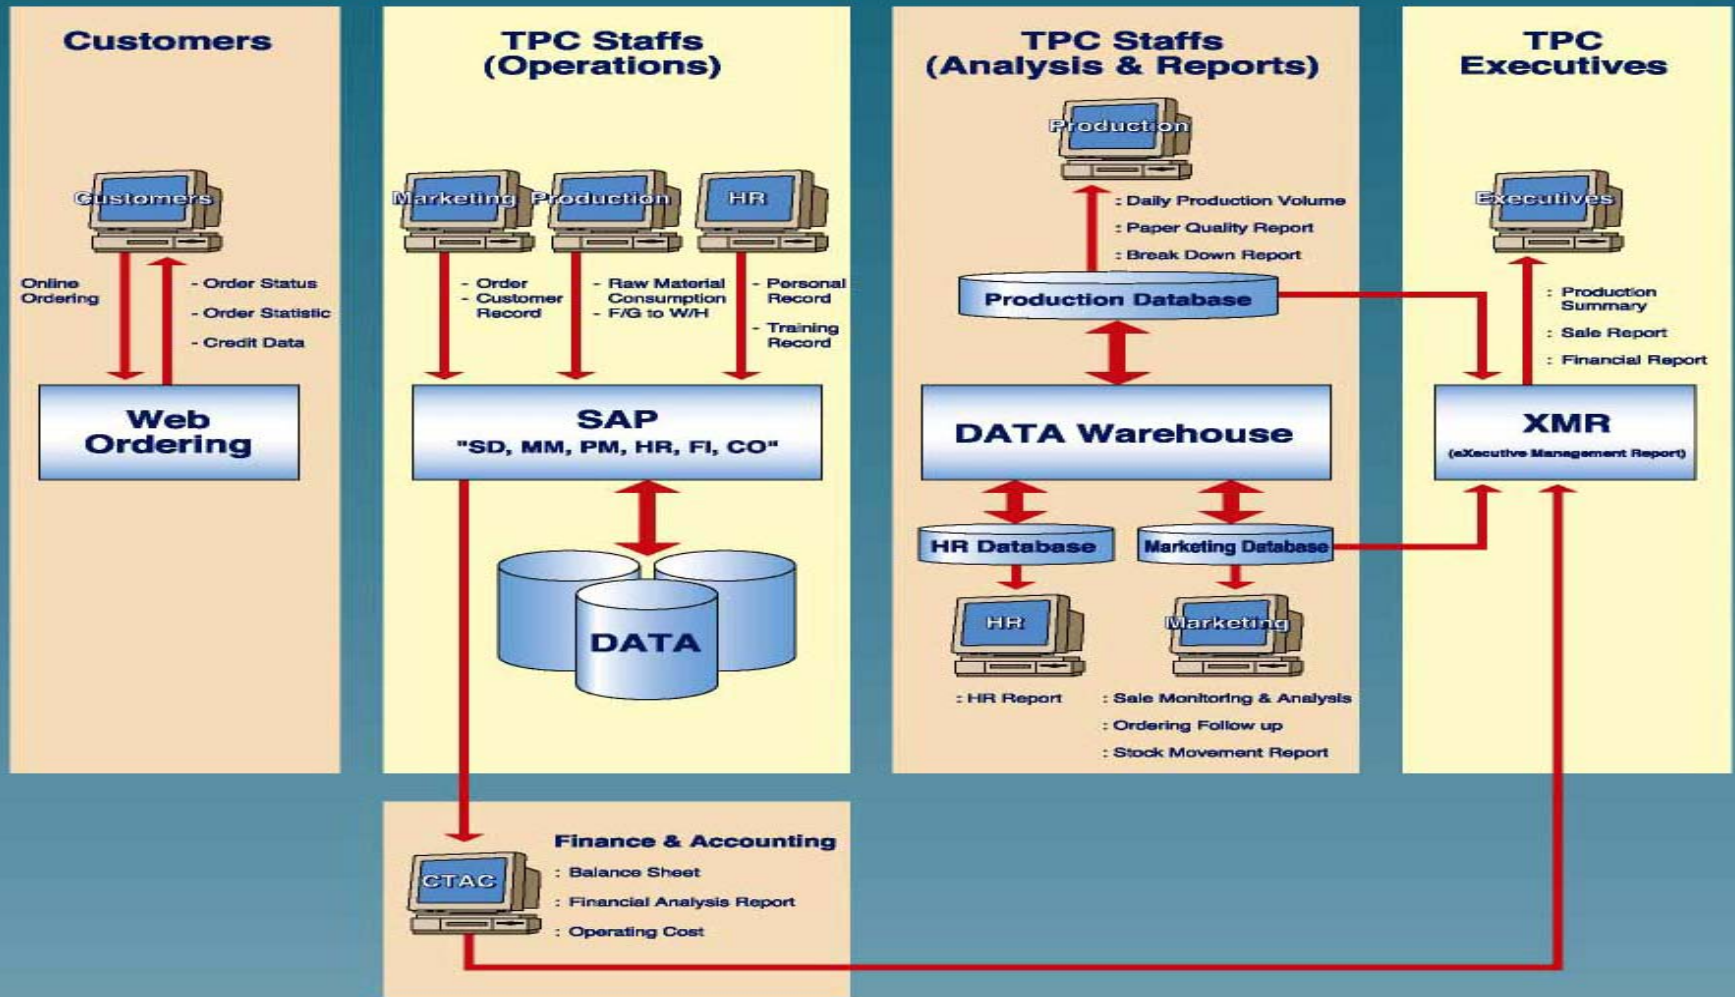 Customers
Customers
Online
Ordering
- Order Status
- Order Statistic
- Credit Data
Web
Ordering
TPC Staffs
(Operations)
Marketing
Production
HR
- Order
- Customer
Record
- Raw Material
Consumption
- F/G to W/H
- Personal
Record
- Training
Record
SAP
"SD, MM, PM, HR, FI, CO"
DATA
Finance & Accounting
CTAC
: Balance Sheet
: Financial Analysis Report
: Operating Cost
TPC Staffs
(Analysis & Reports)
Production
: Daily Production Volume
: Paper Quality Report
: Break Down Report
Production Database
DATA Warehouse
HR Database
Marketing Database
HR
Marketing
: HR Report
: Sale Monitoring & Analysis
: Ordering Follow up
: Stock Movement Report
TPC
Executives
Executives
: Production
Summary
: Sale Report
: Financial Report
XMR
(eXecutive Management Report)